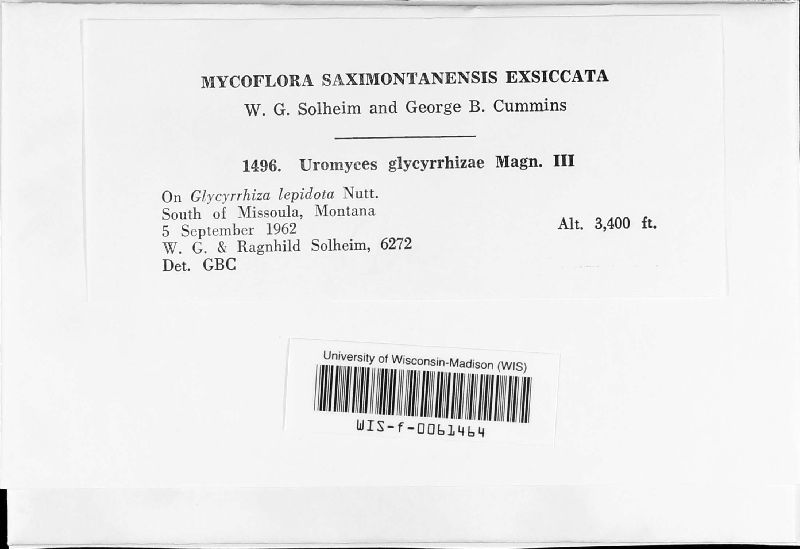 MYCOFLORA SAXIMONTANENSIS EXSICCATA
W. G. Solheim and George B. Cummins
1496. Uromyces glycyrrhizae Magn. III
On Glycyrrhiza lepidota Nutt.
South of Missoula, Montana
5 September 1962
Alt. 3,400 ft.
W. G. & Ragnhild Solheim, 6272
Det. GBC
University of Wisconsin-Madison (WIS)
WIS-f-0061464